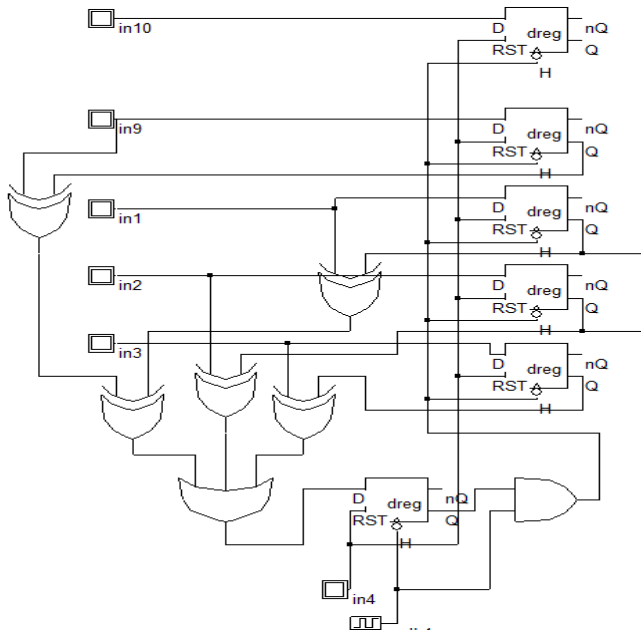 in10
D
dreg
nQ
RST
Q
H
in9
D
dreg
nQ
RST
Q
H
in1
D
dreg
nQ
RST
Q
H
in2
D
dreg
nQ
RST
Q
H
in3
D
dreg
nQ
RST
Q
H
D
dreg
nQ
RST
Q
H
in4